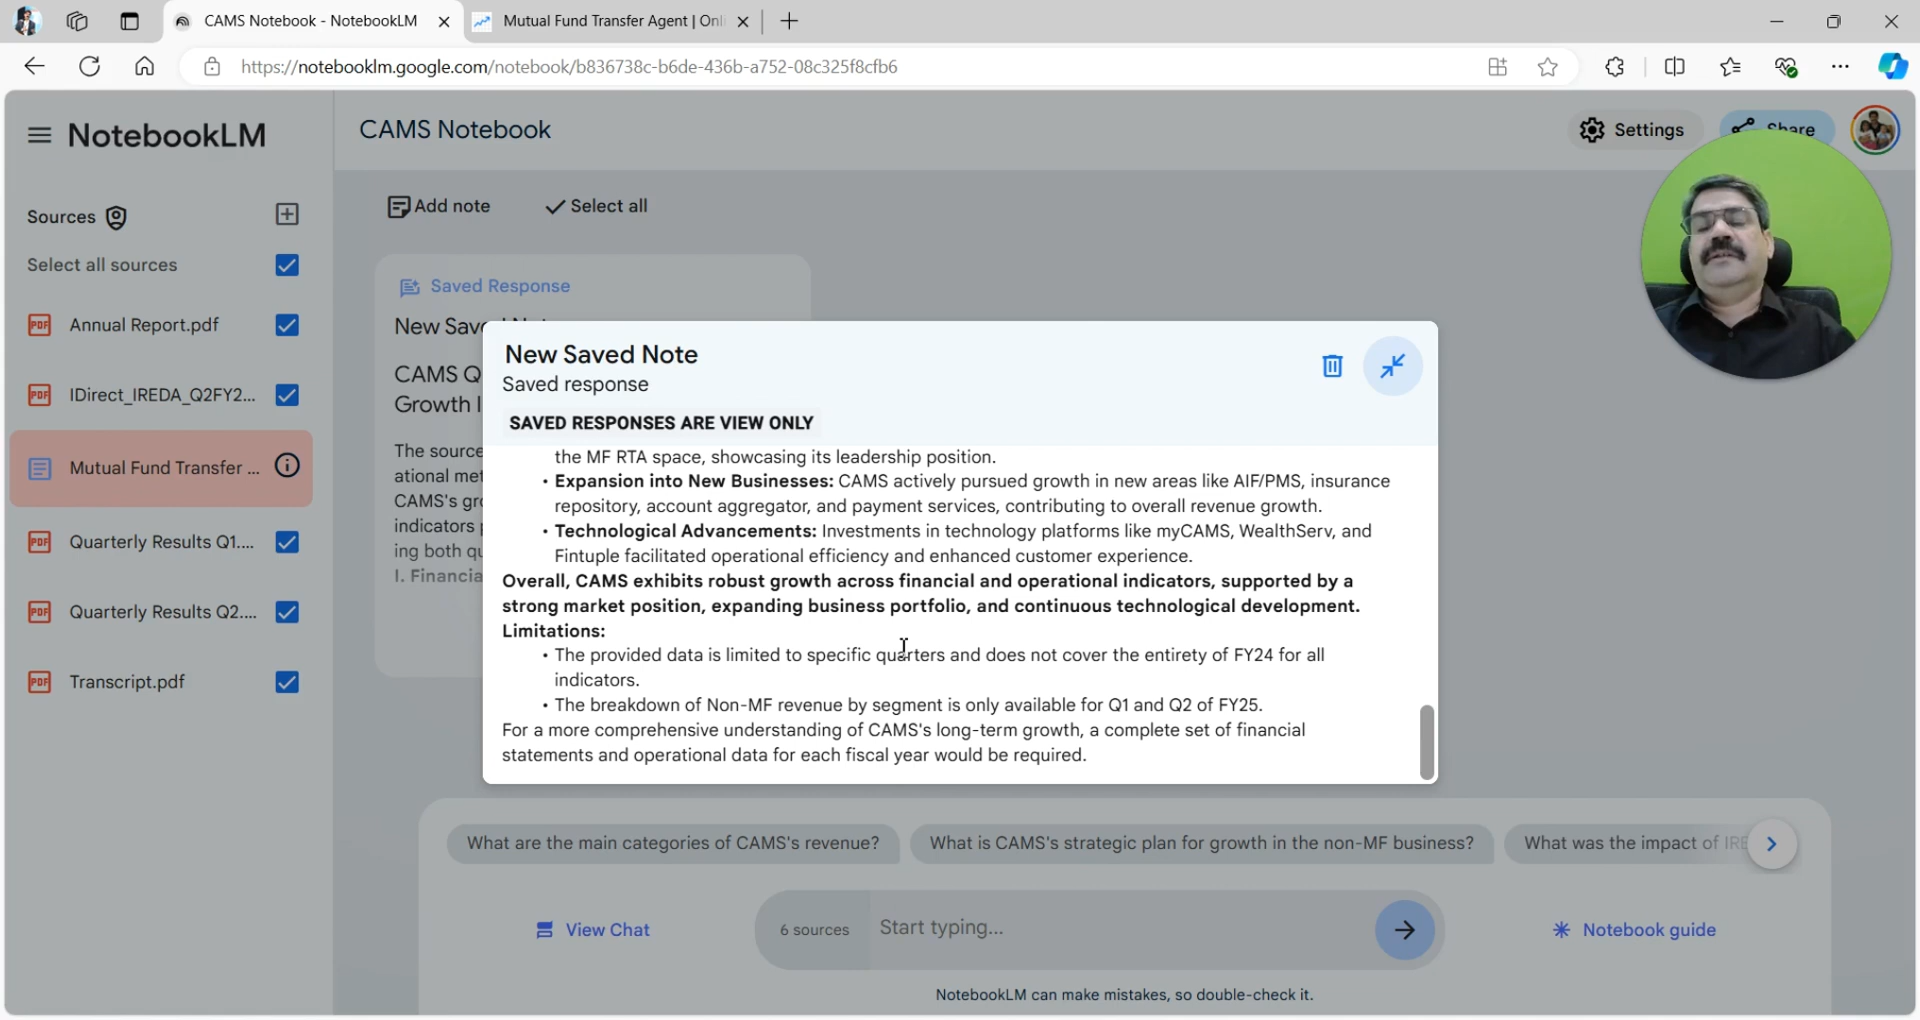 CAMS Notebook - NotebookLM
Mutual Fund Transfer Agent | Onli
https://notebooklm.google.com/notebook/b836738c-b6de-436b-a752-08c325f8cfb6
NotebookLM
CAMS Notebook
Settings
Share
Sources
Select all sources
Annual Report.pdf
IDirect_IREDA_Q2FY2...
Mutual Fund Transfer ...
Quarterly Results Q1....
Quarterly Results Q2....
Transcript.pdf
Add note
Select all
Saved Response
New Saved Note
CAMS Q
Growth I
The source
ational met
CAMS's gro
indicators p
ing both qu
I. Financia
New Saved Note
Saved response
SAVED RESPONSES ARE VIEW ONLY
the MF RTA space, showcasing its leadership position.
• Expansion into New Businesses: CAMS actively pursued growth in new areas like AIF/PMS, insurance
repository, account aggregator, and payment services, contributing to overall revenue growth.
• Technological Advancements: Investments in technology platforms like myCAMS, WealthServ, and
Fintuple facilitated operational efficiency and enhanced customer experience.
Overall, CAMS exhibits robust growth across financial and operational indicators, supported by a
strong market position, expanding business portfolio, and continuous technological development.
Limitations:
• The provided data is limited to specific quarters and does not cover the entirety of FY24 for all
indicators.
• The breakdown of Non-MF revenue by segment is only available for Q1 and Q2 of FY25.
For a more comprehensive understanding of CAMS's long-term growth, a complete set of financial
statements and operational data for each fiscal year would be required.
What are the main categories of CAMS's revenue?
What is CAMS's strategic plan for growth in the non-MF business?
What was the impact of IRE
View Chat
6 sources
Start typing...
Notebook guide
NotebookLM can make mistakes, so double-check it.